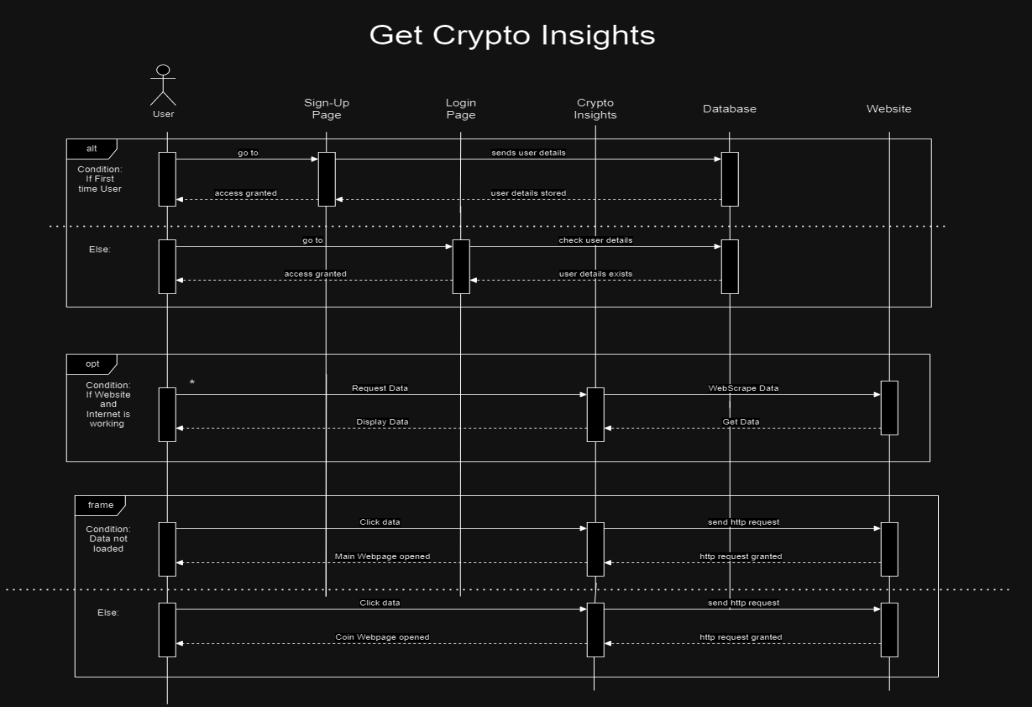 Get Crypto Insights
User
Sign-Up
Page
Login
Page
Crypto
Insights
Database
Website
alt
Condition:
If First
time User
go to
sends user details
access granted
user details stored
Else:
go to
check user details
access granted
user details exists
opt
Condition:
If Website
and
Internet is
working
*
Request Data
WebScrape Data
Display Data
Get Data
frame
Condition:
Data not
loaded
Click data
send http request
Main Webpage opened
http request granted
Else:
Click data
send http request
Coin Webpage opened
http request granted